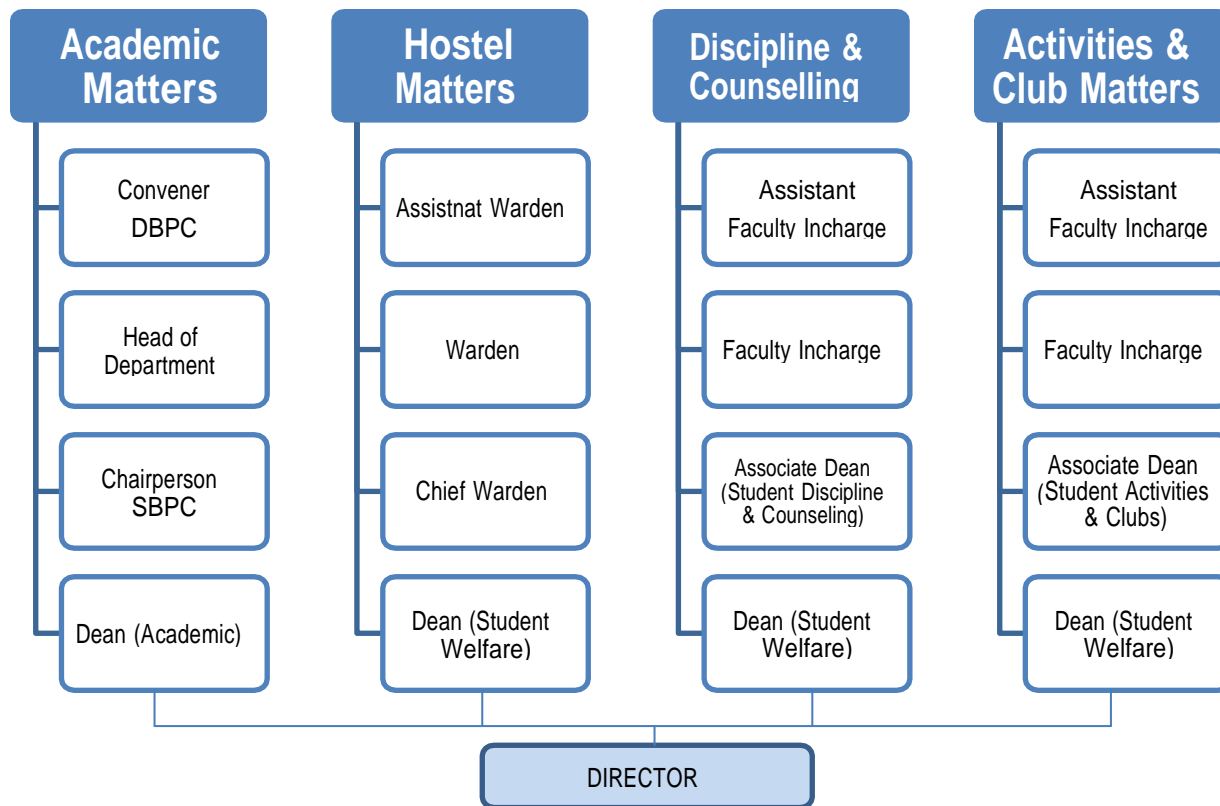 Academic
Matters
Convener
DBPC
Head of
Department
Chairperson
SBPC
Dean (Academic)
Hostel
Matters
Assistnat Warden
Warden
Chief Warden
Dean (Student
Welfare)
Discipline &
Counselling
Assistant
Faculty Incharge
Faculty Incharge
Associate Dean
(Student Discipline
& Counseling)
Dean (Student
Welfare)
Activities &
Club Matters
Assistant
Faculty Incharge
Faculty Incharge
Associate Dean
(Student Activities
& Clubs)
Dean (Student
Welfare)
DIRECTOR